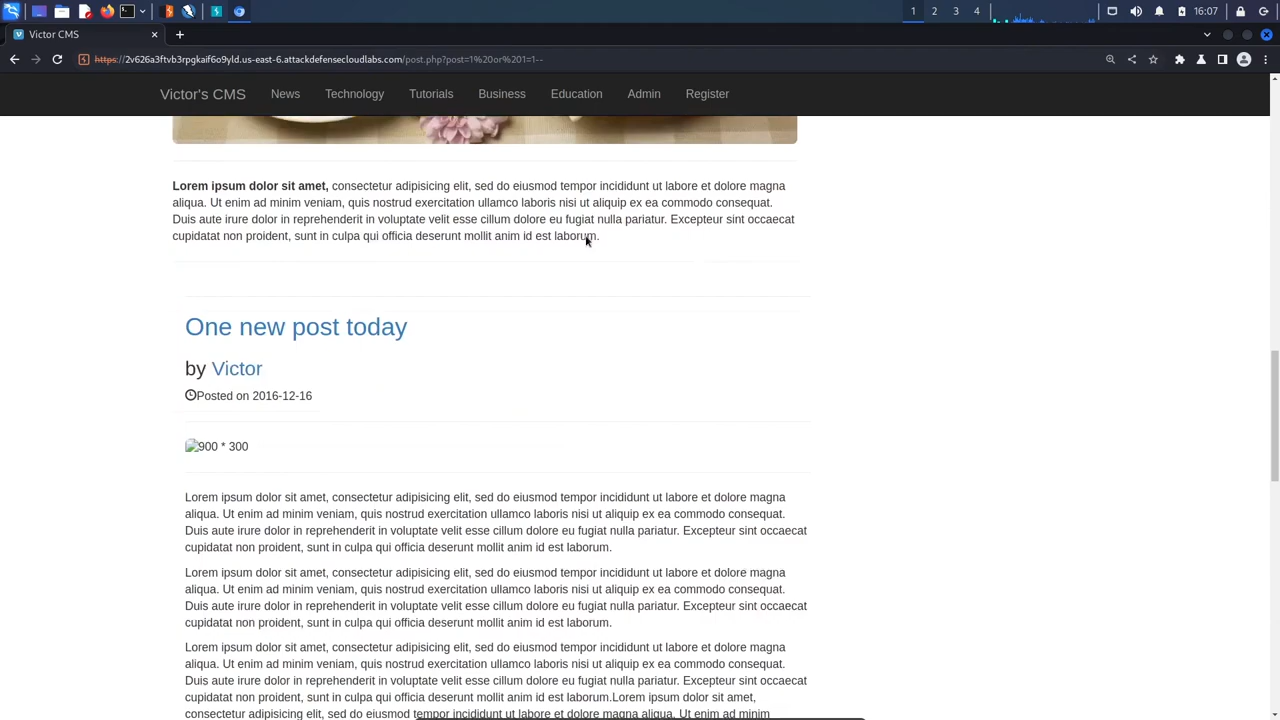 1 2 3 4 16:07
Victor CMS
https://2v626a3ftvb3rpgkaif6o9yld.us-east-6.attackdefensecloudlabs.com/post.php?post=1%20or%201=1--
Victor's CMS News Technology Tutorials Business Education Admin Register
Lorem ipsum dolor sit amet, consectetur adipisicing elit, sed do eiusmod tempor incididunt ut labore et dolore magna
aliqua. Ut enim ad minim veniam, quis nostrud exercitation ullamco laboris nisi ut aliquip ex ea commodo consequat.
Duis aute irure dolor in reprehenderit in voluptate velit esse cillum dolore eu fugiat nulla pariatur. Excepteur sint occaecat
cupidatat non proident, sunt in culpa qui officia deserunt mollit anim id est laborum.
One new post today
by Victor
Posted on 2016-12-16
900 * 300
Lorem ipsum dolor sit amet, consectetur adipisicing elit, sed do eiusmod tempor incididunt ut labore et dolore magna
aliqua. Ut enim ad minim veniam, quis nostrud exercitation ullamco laboris nisi ut aliquip ex ea commodo consequat.
Duis aute irure dolor in reprehenderit in voluptate velit esse cillum dolore eu fugiat nulla pariatur. Excepteur sint occaecat
cupidatat non proident, sunt in culpa qui officia deserunt mollit anim id est laborum.
Lorem ipsum dolor sit amet, consectetur adipisicing elit, sed do eiusmod tempor incididunt ut labore et dolore magna
aliqua. Ut enim ad minim veniam, quis nostrud exercitation ullamco laboris nisi ut aliquip ex ea commodo consequat.
Duis aute irure dolor in reprehenderit in voluptate velit esse cillum dolore eu fugiat nulla pariatur. Excepteur sint occaecat
cupidatat non proident, sunt in culpa qui officia deserunt mollit anim id est laborum.
Lorem ipsum dolor sit amet, consectetur adipisicing elit, sed do eiusmod tempor incididunt ut labore et dolore magna
aliqua. Ut enim ad minim veniam, quis nostrud exercitation ullamco laboris nisi ut aliquip ex ea commodo consequat.
Duis aute irure dolor in reprehenderit in voluptate velit esse cillum dolore eu fugiat nulla pariatur. Excepteur sint occaecat
cupidatat non proident, sunt in culpa qui officia deserunt mollit anim id est laborum.Lorem ipsum dolor sit amet,
consectetur adipisicing elit, sed do eiusmod tempor incididunt ut labore et dolore magna aliqua. Ut enim ad minim